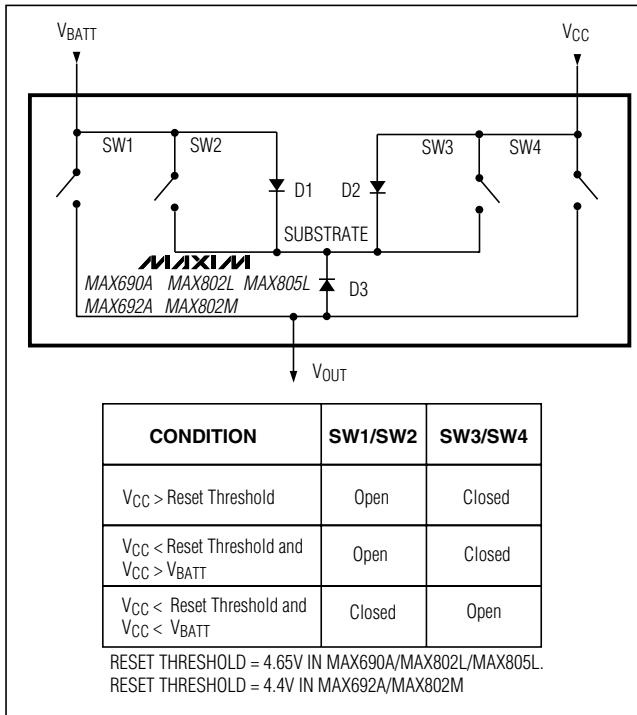 VBATT VCC
SW1 SW2 SW3 SW4
D1 D2
SUBSTRATE
MAXIM
MAX690A MAX802L MAX805L
MAX692A MAX802M
D3
VOUT
CONDITION SW1/SW2 SW3/SW4
VCC > Reset Threshold Open Closed
VCC < Reset Threshold and
VCC > VBATT Open Closed
VCC < Reset Threshold and
VCC < VBATT Closed Open
RESET THRESHOLD = 4.65V IN MAX690A/MAX802L/MAX805L.
RESET THRESHOLD = 4.4V IN MAX692A/MAX802M